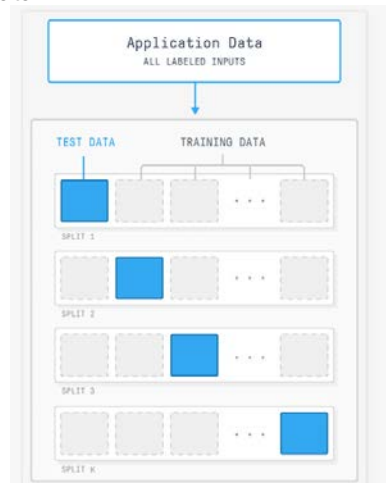 Application Data
ALL LABELED INPUTS
TEST DATA TRAINING DATA
. . .
SPLIT 1
. . .
SPLIT 2
. . .
SPLIT 3
. . .
SPLIT K